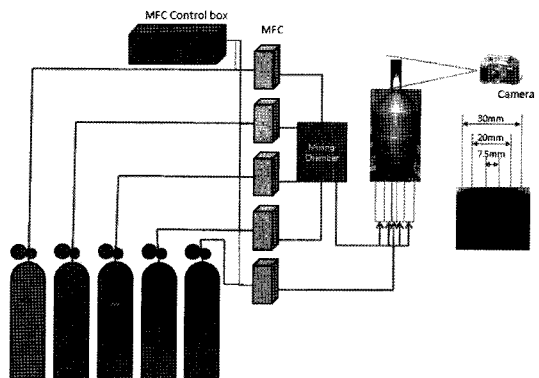 MFC Control box
MFC
Mixing
Chamber
Camera
30mm
20mm
7.5mm